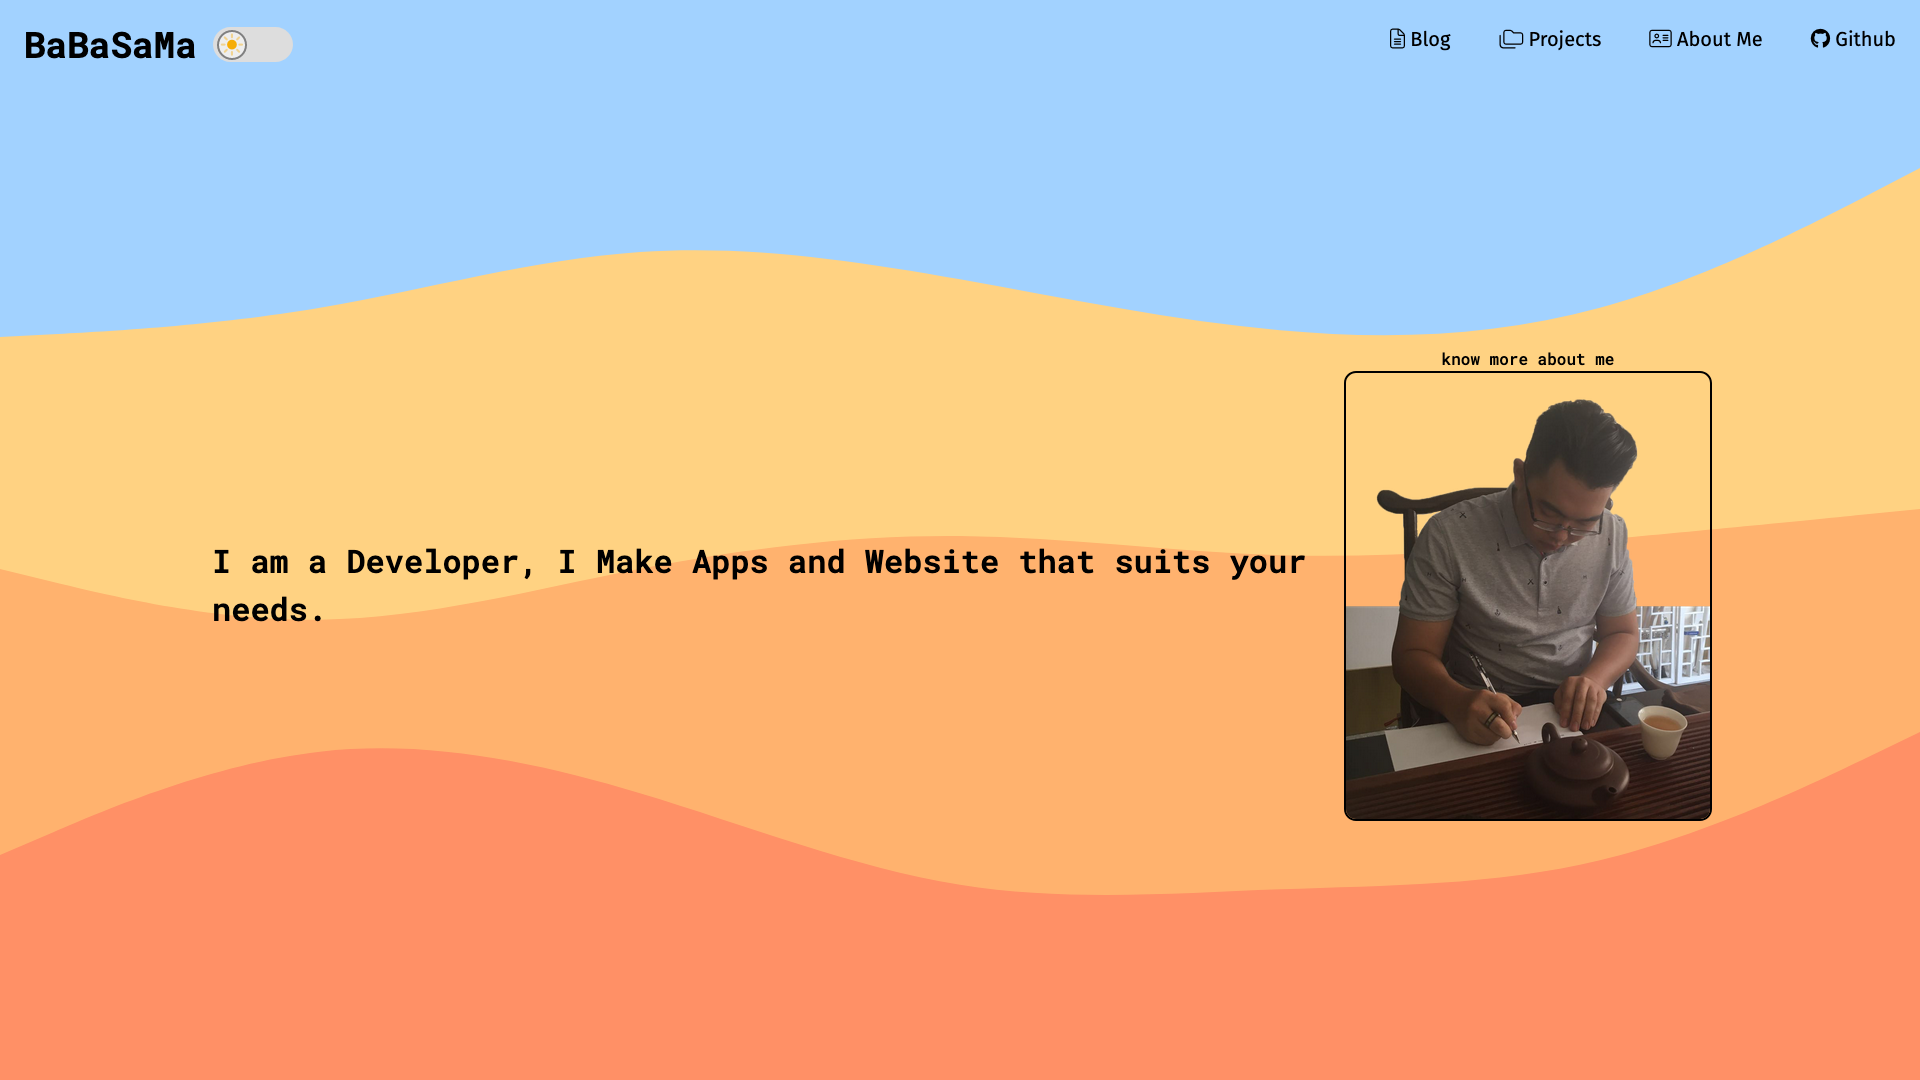 BaBaSaMa
Blog
Projects
About Me
Github
know more about me
I am a Developer, I Make Apps and Website that suits your
needs.